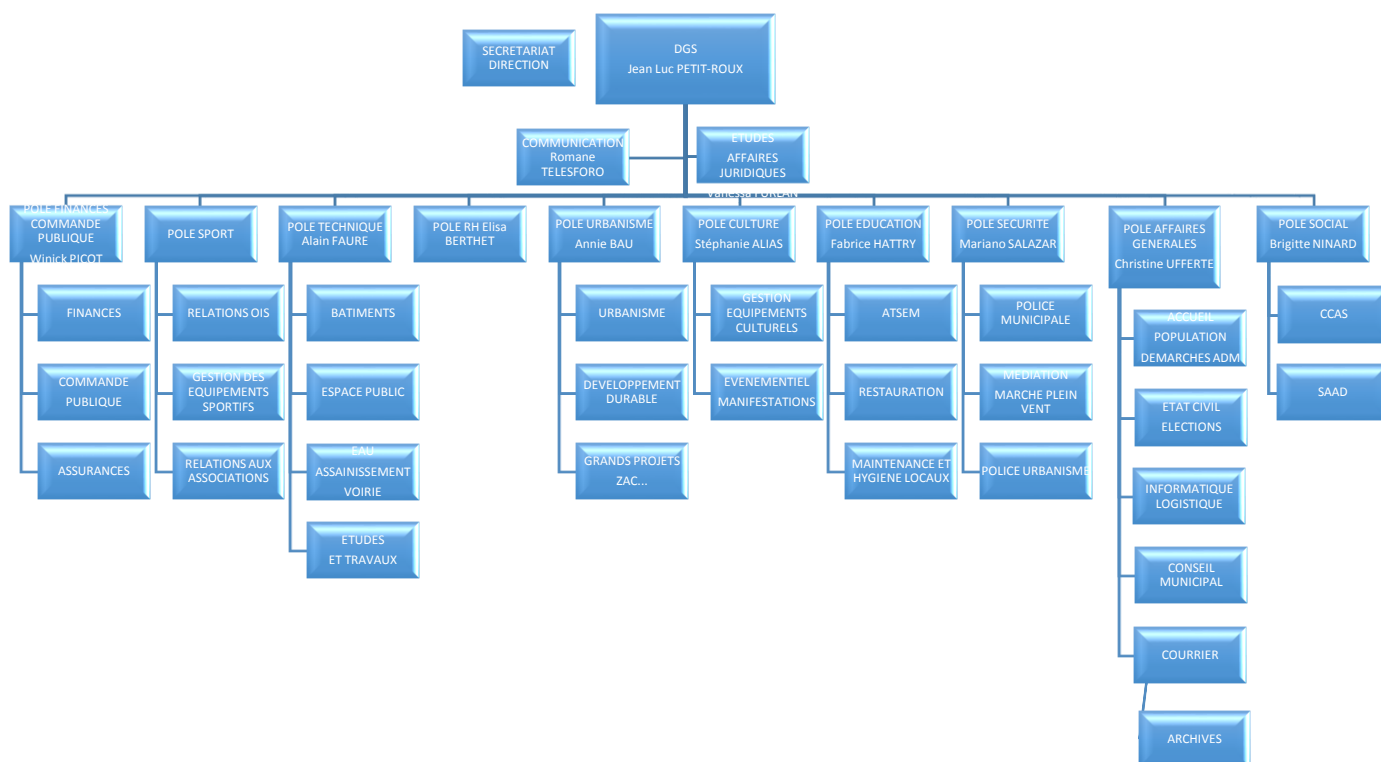 SECRETARIAT
DIRECTION
DGS
Jean Luc PETIT-ROUX
COMMUNICATION
Romane
TELESFORO
ETUDES
AFFAIRES
JURIDIQUES
Vanessa FURLAN
POLE FINANCES
COMMANDE
PUBLIQUE
Winick PICOT
FINANCES
COMMANDE
PUBLIQUE
ASSURANCES
POLE SPORT
RELATIONS OIS
GESTION DES
EQUIPEMENTS
SPORTIFS
RELATIONS AUX
ASSOCIATIONS
POLE TECHNIQUE
Alain FAURE
BATIMENTS
ESPACE PUBLIC
EAU
ASSAINISSEMENT
VOIRIE
ETUDES
ET TRAVAUX
POLE RH Elisa
BERTHET
POLE URBANISME
Annie BAU
URBANISME
DEVELOPPEMENT
DURABLE
GRANDS PROJETS
ZAC...
POLE CULTURE
Stéphanie ALIAS
GESTION
EQUIPEMENTS
CULTURELS
EVENEMENTIEL
MANIFESTATIONS
POLE EDUCATION
Fabrice HATTRY
ATSEM
RESTAURATION
MAINTENANCE ET
HYGIENE LOCAUX
POLE SECURITE
Mariano SALAZAR
POLICE
MUNICIPALE
MEDIATION
MARCHE PLEIN
VENT
POLICE URBANISME
POLE AFFAIRES
GENERALES
Christine UFFERTE
ACCUEIL
POPULATION
DEMARCHES ADM
ETAT CIVIL
ELECTIONS
INFORMATIQUE
LOGISTIQUE
CONSEIL
MUNICIPAL
COURRIER
ARCHIVES
POLE SOCIAL
Brigitte NINARD
CCAS
SAAD